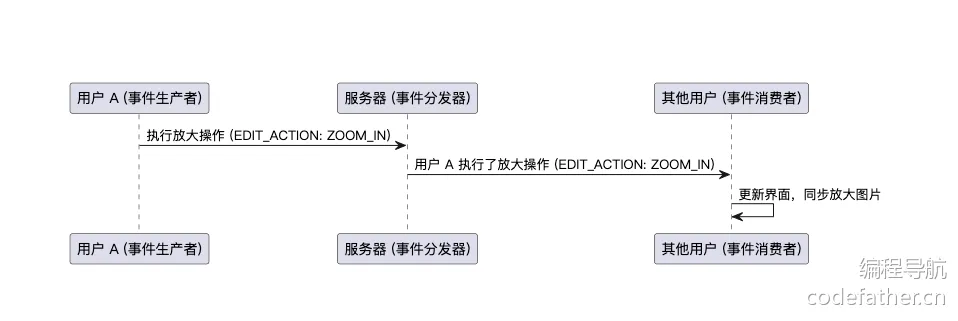 用户 A (事件生产者)
服务器 (事件分发器)
其他用户 (事件消费者)
执行放大操作 (EDIT_ACTION: ZOOM_IN)
用户 A 执行了放大操作 (EDIT_ACTION: ZOOM_IN)
更新界面，同步放大图片
用户 A (事件生产者)
服务器 (事件分发器)
其他用户 (事件消费者)
编程导航
codefather.cn